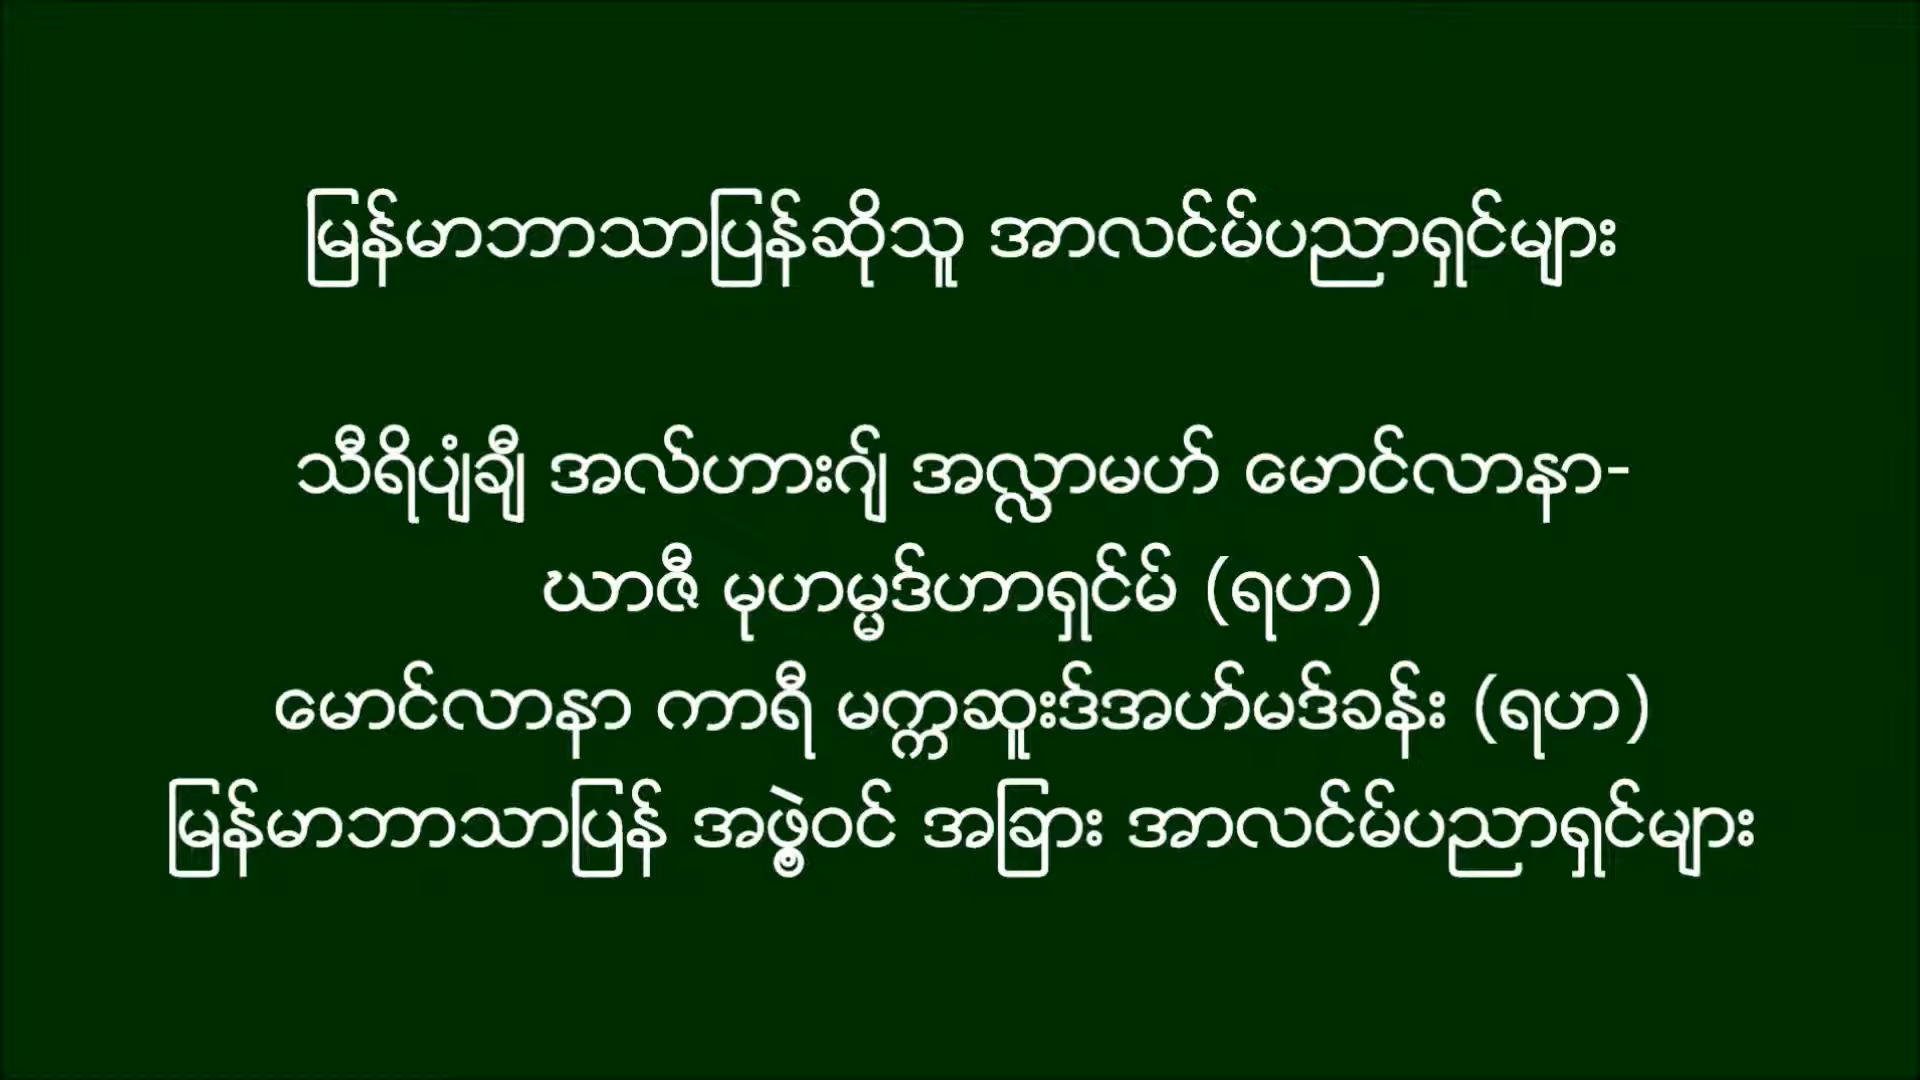 မြန်မာဘာသာပြန်ဆိုသူ အာလင်မ်ပညာရှင်များ
သီရိပျံချီ အလ်ဟားဂျ် အလ္လာမဟ် မောင်လာနာ-
ဃာဇီ မုဟမ္မဒ်ဟာရှင်မ် (ရဟ)
မောင်လာနာ ကာရီ မက္ကဆူးဒ်အဟ်မဒ်ခန်း (ရဟ)
မြန်မာဘာသာပြန် အဖွဲ့ဝင် အခြား အာလင်မ်ပညာရှင်များ